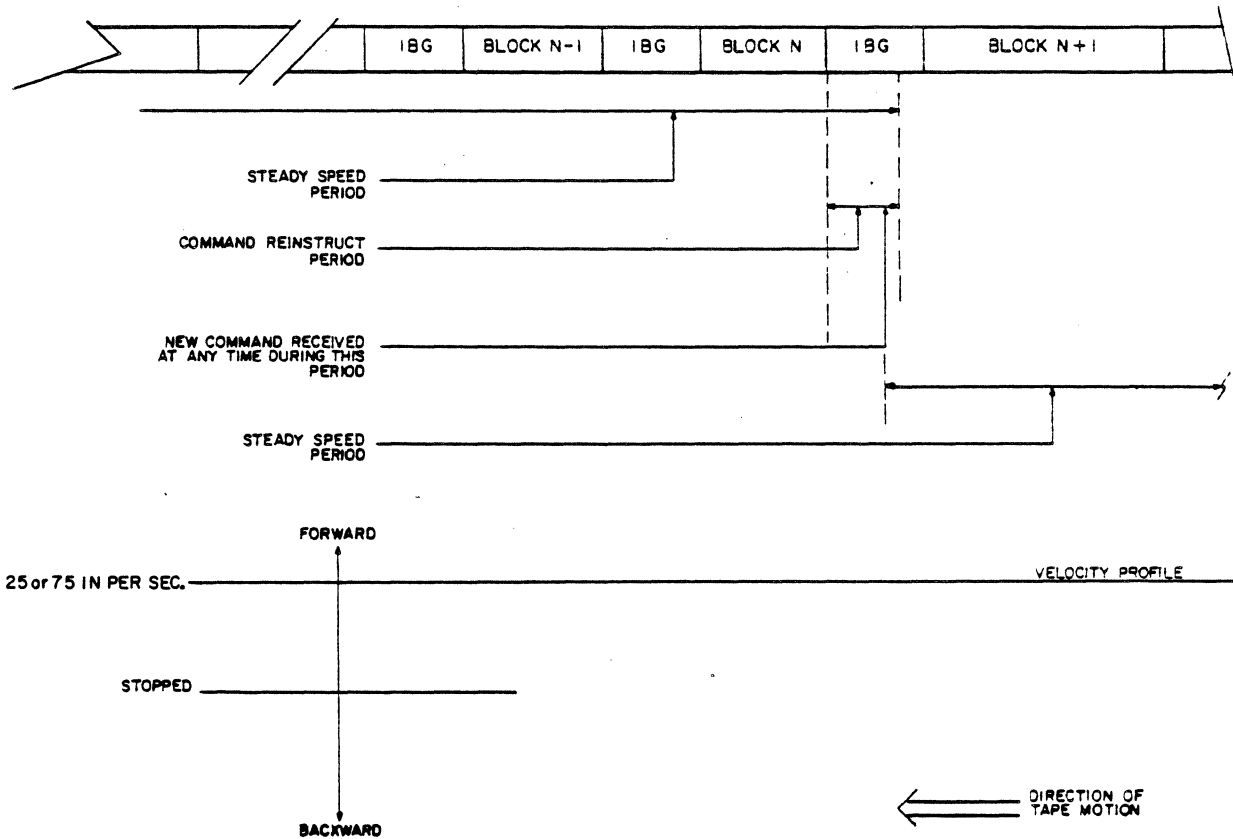 IBG BLOCK N-1 IBG BLOCK N IBG BLOCK N+1
STEADY SPEED
PERIOD
COMMAND REINSTRUCT
PERIOD
NEW COMMAND RECEIVED
AT ANY TIME DURING THIS
PERIOD
STEADY SPEED
PERIOD
FORWARD
25 or 75 IN PER SEC.
VELOCITY PROFILE
STOPPED
DIRECTION OF
TAPE MOTION
BACKWARD